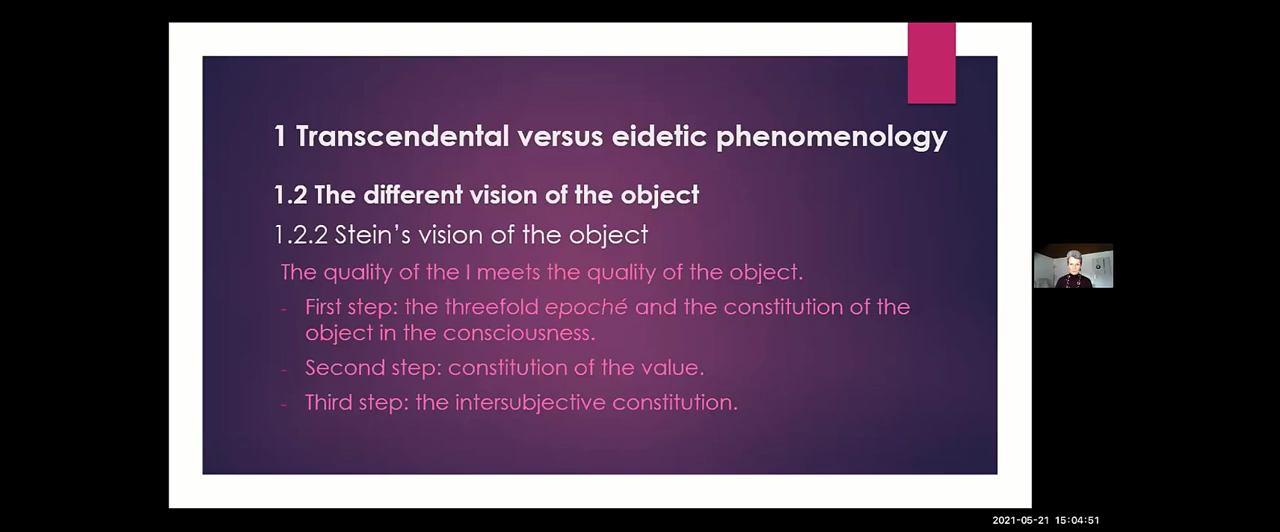 1 Transcendental versus eidetic phenomenology
1.2 The different vision of the object
1.2.2 Stein's vision of the object
The quality of the I meets the quality of the object.
- First step: the threefold epoché and the constitution of the
object in the consciousness.
- Second step: constitution of the value.
- Third step: the intersubjective constitution.
2021-05-21 15:04:51